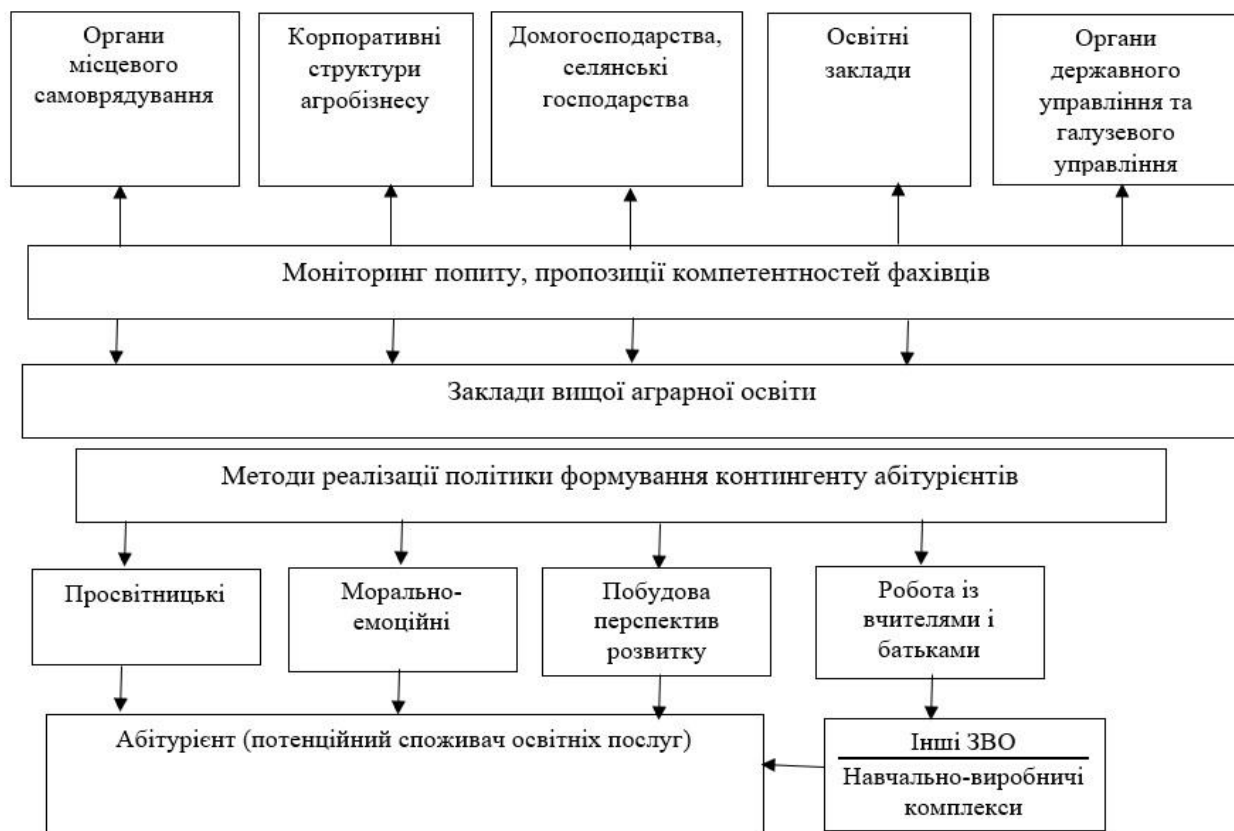 Органи
місцевого
самоврядування
Корпоративні
структури
агробізнесу
Домогосподарства,
селянські
господарства
Освітні
заклади
Органи
державного
управління та
галузевого
управління
Моніторинг попиту, пропозиції компетентностей фахівців
Заклади вищої аграрної освіти
Методи реалізації політики формування контингенту абітурієнтів
Просвітницькі
Морально-
емоційні
Побудова
перспектив
розвитку
Робота із
вчителями і
батьками
Абітурієнт (потенційний споживач освітніх послуг)
Інші ЗВО
Навчально-виробничі
комплекси